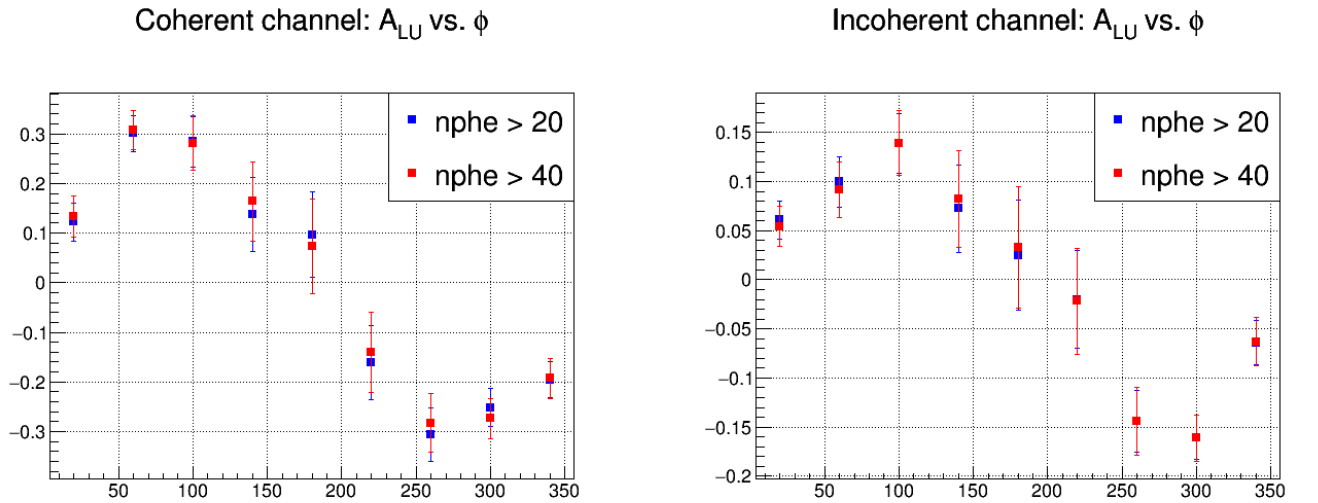 Coherent channel: A_LU vs. ϕ
nphe > 20
nphe > 40
0.3
0.2
0.1
0
−0.1
−0.2
−0.3
50 100 150 200 250 300 350
Incoherent channel: A_LU vs. ϕ
nphe > 20
nphe > 40
0.15
0.1
0.05
0
−0.05
−0.1
−0.15
−0.2
50 100 150 200 250 300 350